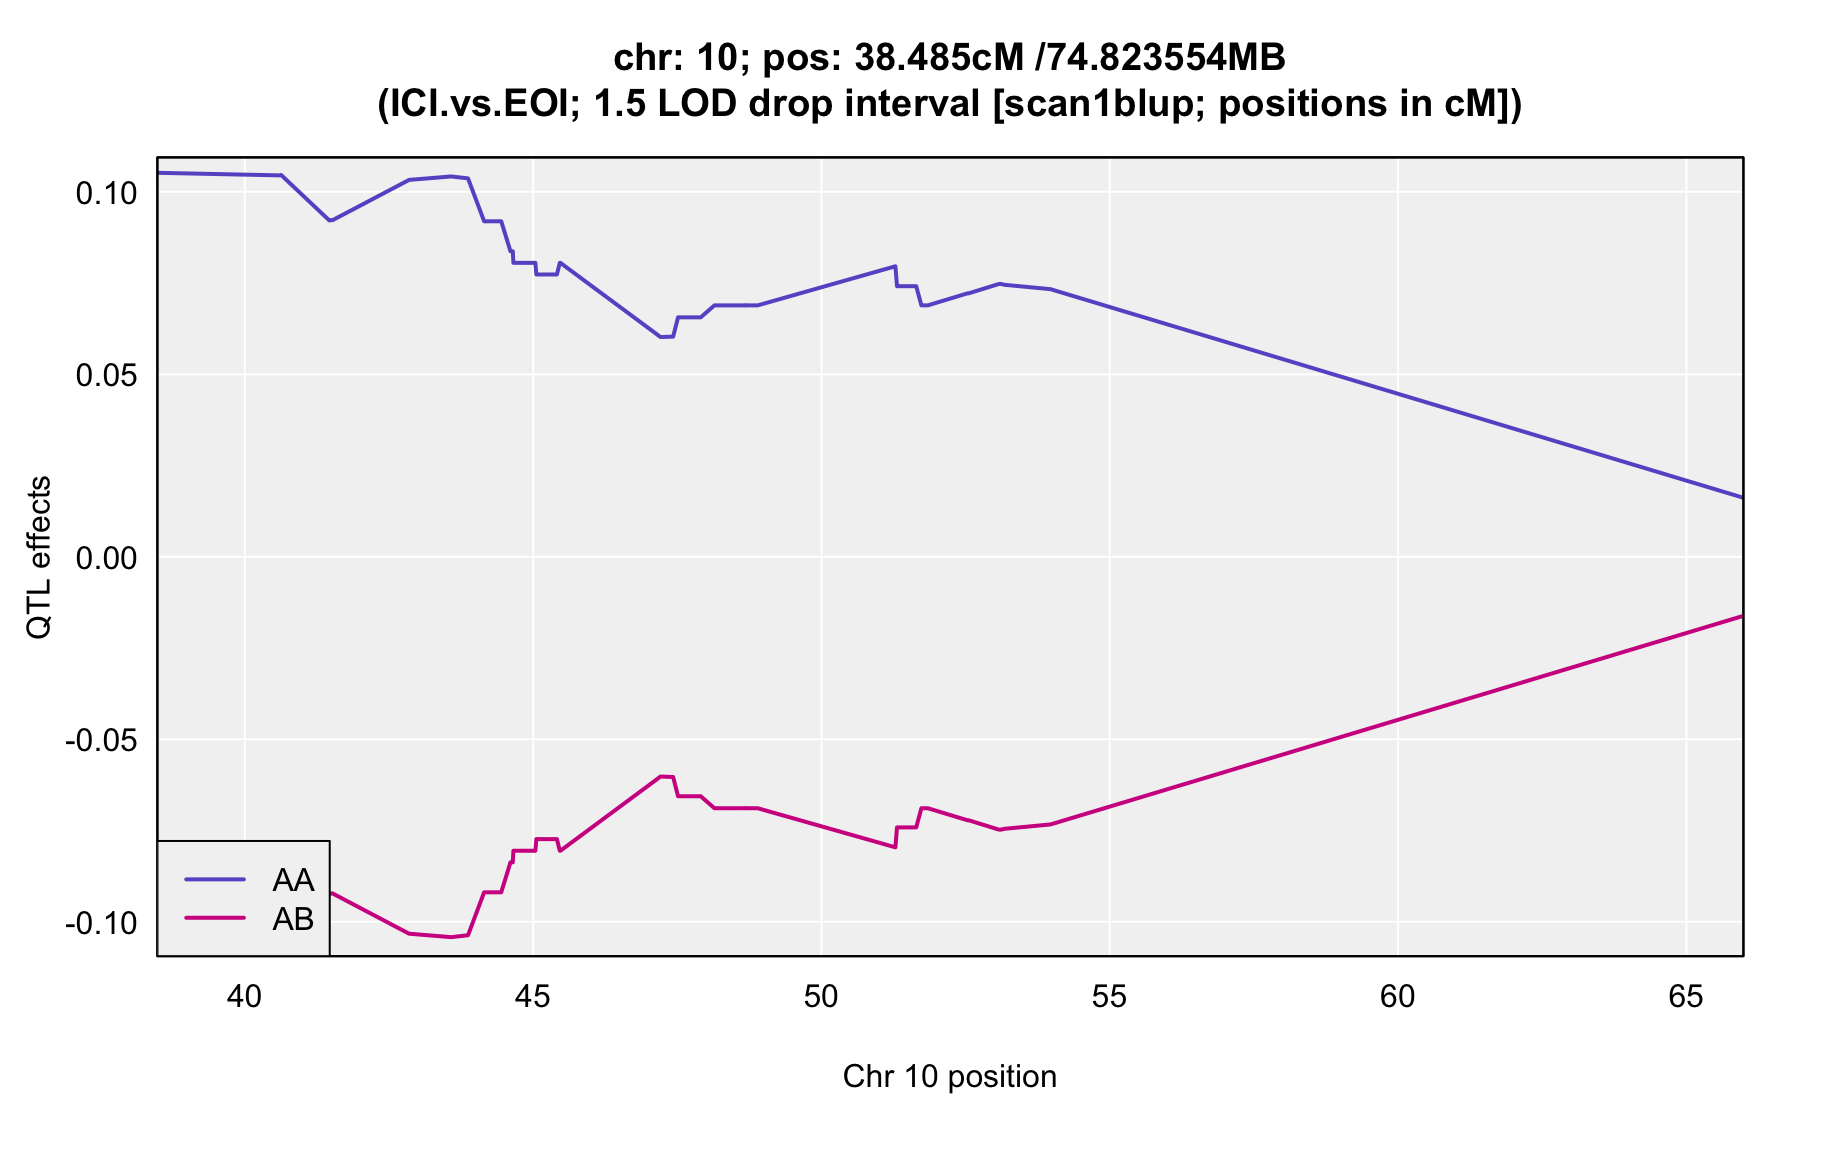 chr: 10; pos: 38.485cM /74.823554MB
(ICI.vs.EOI; 1.5 LOD drop interval [scan1blup; positions in cM])
QTL effects
0.10
0.05
0.00
-0.05
-0.10
AA
AB
40 45 50 55 60 65
Chr 10 position